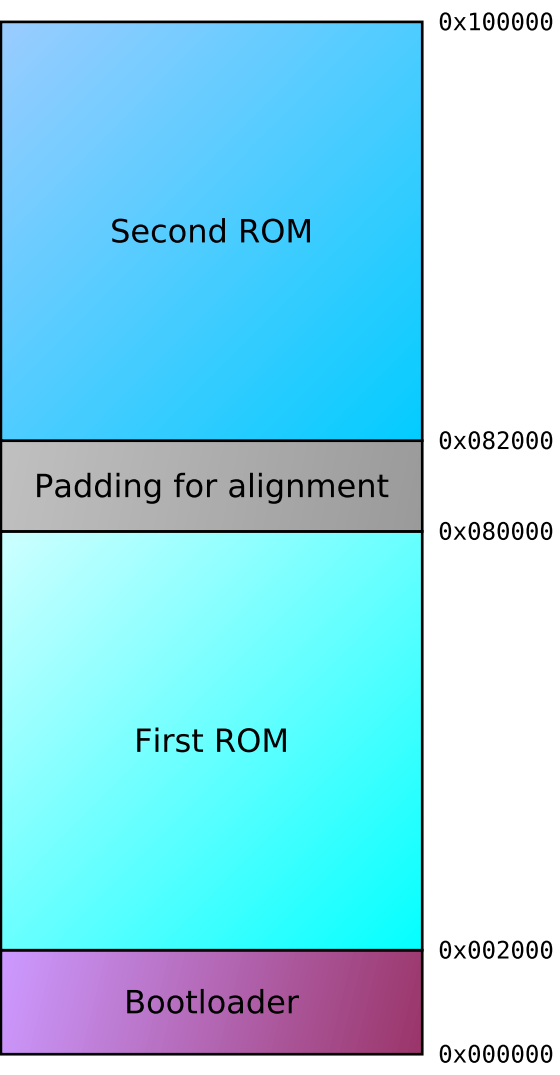 0x100000
Second ROM
0x082000
Padding for alignment
0x080000
First ROM
0x002000
Bootloader
0x000000